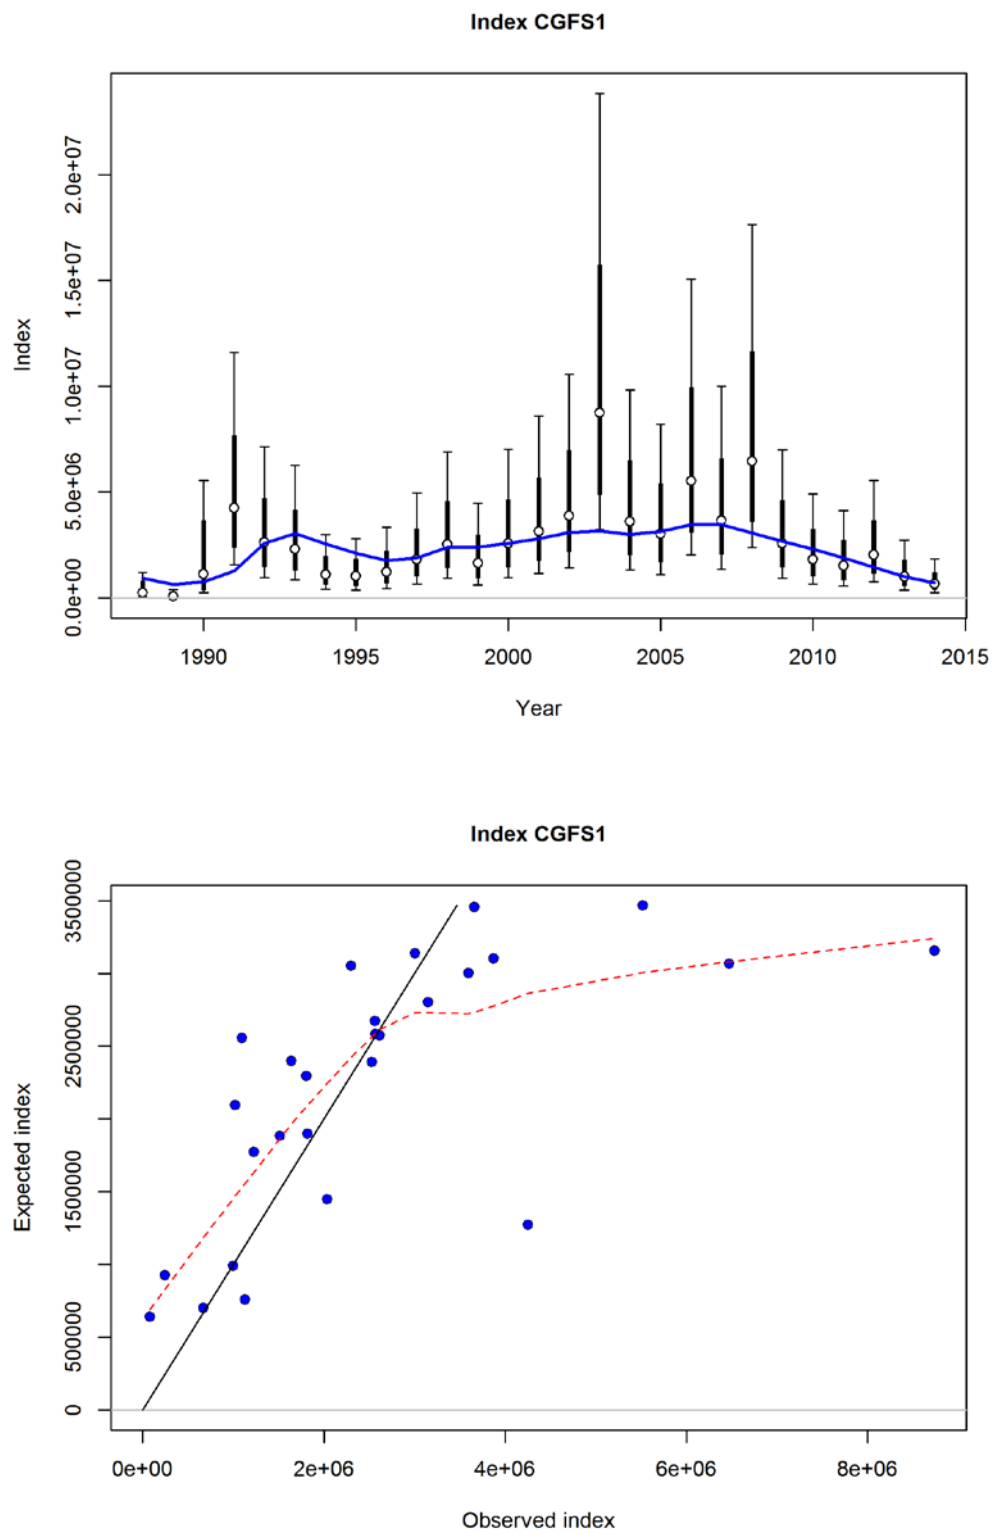 Index CGFS1
Index
0.0e+00 5.0e+06 1.0e+07 1.5e+07 2.0e+07
1990 1995 2000 2005 2010 2015
Year
Index CGFS1
Expected index
0 500000 1500000 2500000 3500000
0e+00 2e+06 4e+06 6e+06 8e+06
Observed index